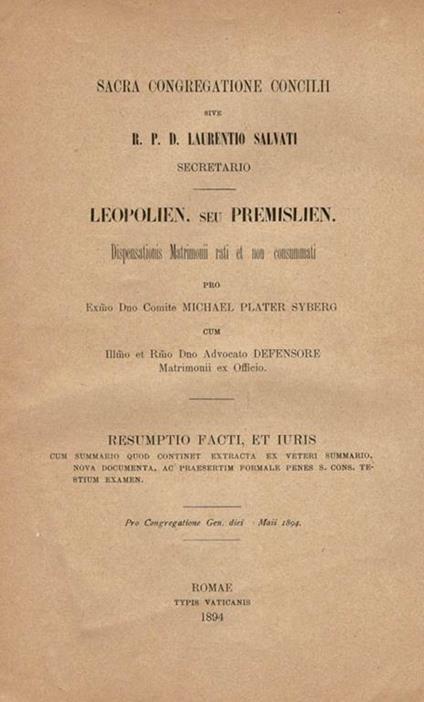 SACRA CONGREGATIONE CONCILII
SIVE
R. P. D. LAURENTIO SALVATI
SECRETARIO
LEOPOLIEN. SEU PREMISLIEN.
Dispensationis Matrimonii rati et non consummati
PRO
Exm̃o Dno Comite MICHAEL PLATER SYBERG
CUM
Illm̃o et Rm̃o Dno Advocato DEFENSORE
Matrimonii ex Officio.
RESUMPTIO FACTI, ET IURIS
CUM SUMMARIO QUOD CONTINET EXTRACTA EX VETERI SUMMARIO,
NOVA DOCUMENTA, AC PRAESERTIM FORMALE PENES S. CONS. TE-
STIUM EXAMEN.
Pro Congregatione Gen. diei Maii 1894.
ROMAE
TYPIS VATICANIS
1894